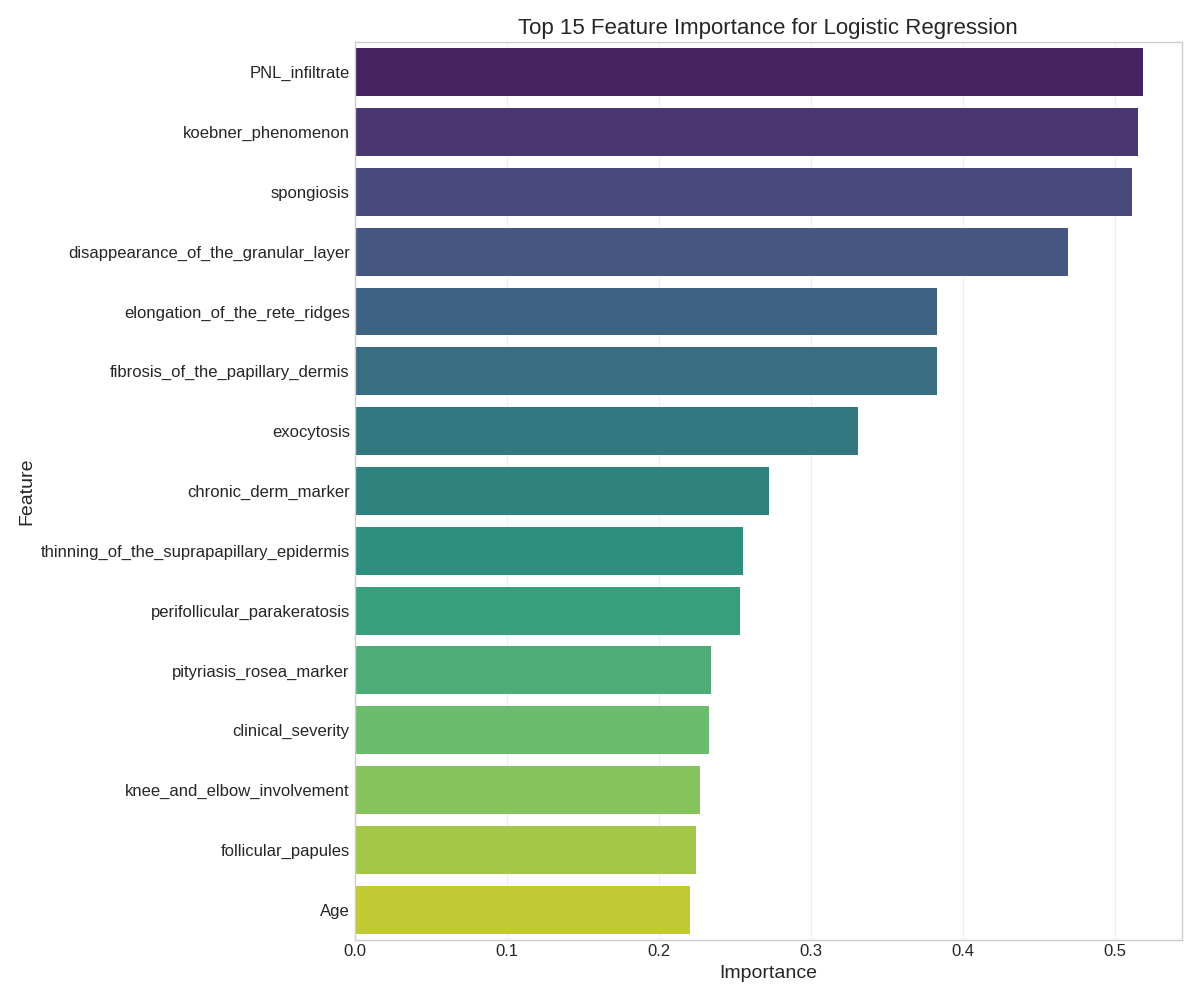 Top 15 Feature Importance for Logistic Regression
PNL_infiltrate
koebner_phenomenon
spongiosis
disappearance_of_the_granular_layer
elongation_of_the_rete_ridges
fibrosis_of_the_papillary_dermis
exocytosis
chronic_derm_marker
thinning_of_the_suprapapillary_epidermis
perifollicular_parakeratosis
pityriasis_rosea_marker
clinical_severity
knee_and_elbow_involvement
follicular_papules
Age
Feature
0.0 0.1 0.2 0.3 0.4 0.5
Importance